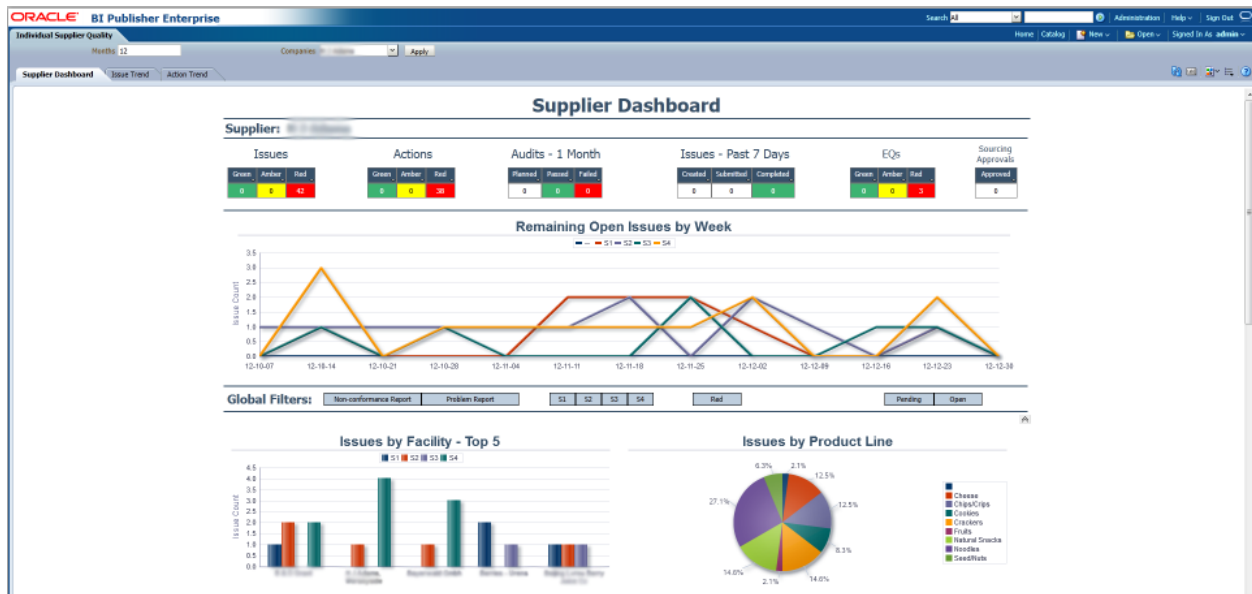 ORACLE BI Publisher Enterprise Search All Administration Help Sign Out
Individual Supplier Quality Home Catalog New Open Signed In As admin
Months 12 Companies Apply
Supplier Dashboard Issue Trend Action Trend
Supplier Dashboard
Supplier:
Issues Actions Audits - 1 Month Issues - Past 7 Days EQs Sourcing Approvals
Green Amber Red Green Amber Red Planned Passed Failed Created Submitted Completed Green Amber Red Approved
0 0 42 0 0 38 0 0 0 0 0 0 0 0 3 0
Remaining Open Issues by Week
-- S1 S2 S3 S4
3.5
3.0
2.5
2.0
1.5
1.0
0.5
0.0
Issue Count
12-10-07 12-10-14 12-10-21 12-10-28 12-11-04 12-11-11 12-11-18 12-11-25 12-12-02 12-12-09 12-12-16 12-12-23 12-12-30
Global Filters: Non-conformance Report Problem Report S1 S2 S3 S4 Red Pending Open
Issues by Facility - Top 5
S1 S2 S3 S4
4.5
4.0
3.5
3.0
2.5
2.0
1.5
1.0
0.5
0.0
Issue Count
Issues by Product Line
6.3% 2.1%
12.5%
27.1% 12.5%
8.3%
14.6% 14.6%
2.1%
Cheese
Chips/Crips
Cookies
Crackers
Fruits
Natural Snacks
Noodles
Seed/Nuts